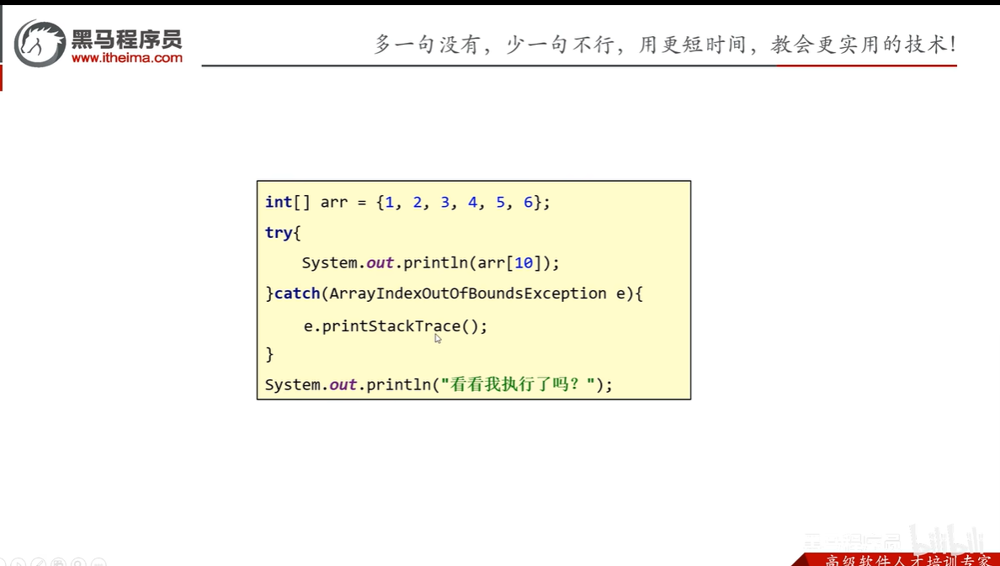 黑马程序员
www.itheima.com
多一句没有，少一句不行，用更短时间，教会更实用的技术！
int[] arr = {1, 2, 3, 4, 5, 6};
try{
System.out.println(arr[10]);
}catch(ArrayIndexOutOfBoundsException e){
e.printStackTrace();
}
System.out.println("看看我执行了吗？");
bilibili
高级软件人才培训专家